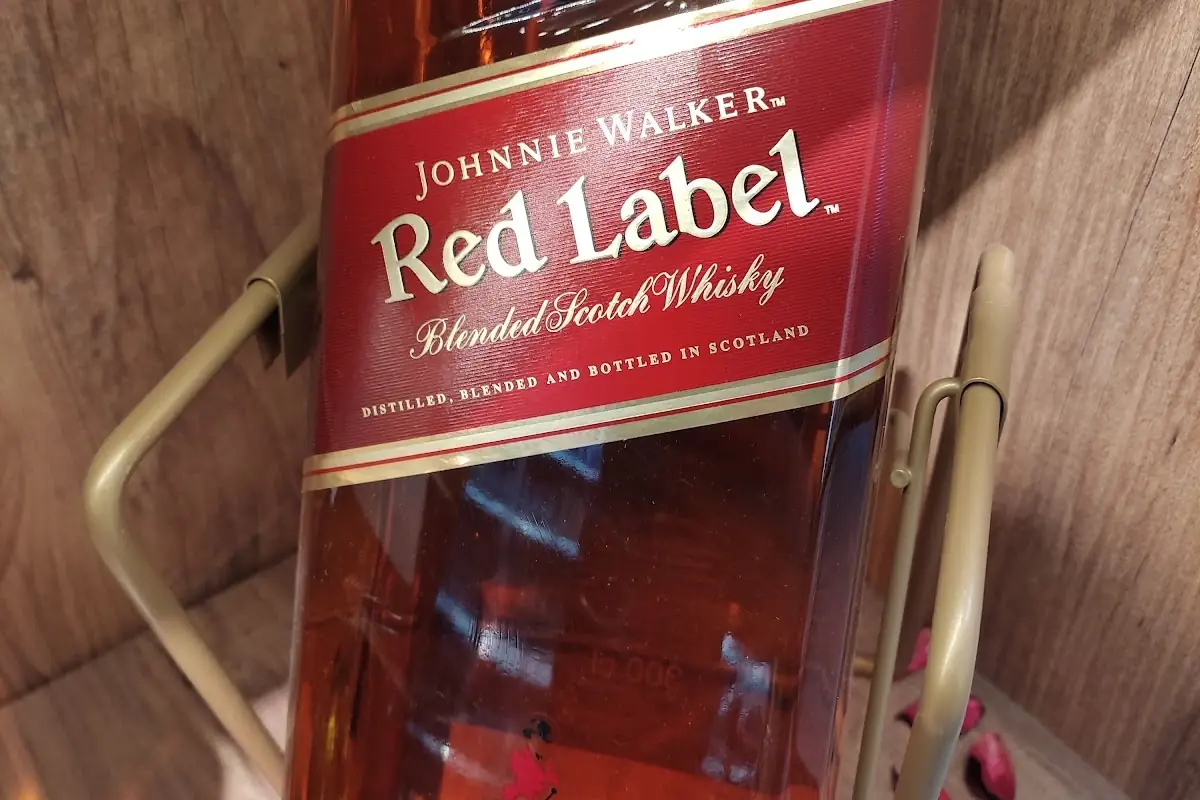 JOHNNIE WALKER™
Red Label™
Blended Scotch Whisky
DISTILLED, BLENDED AND BOTTLED IN SCOTLAND